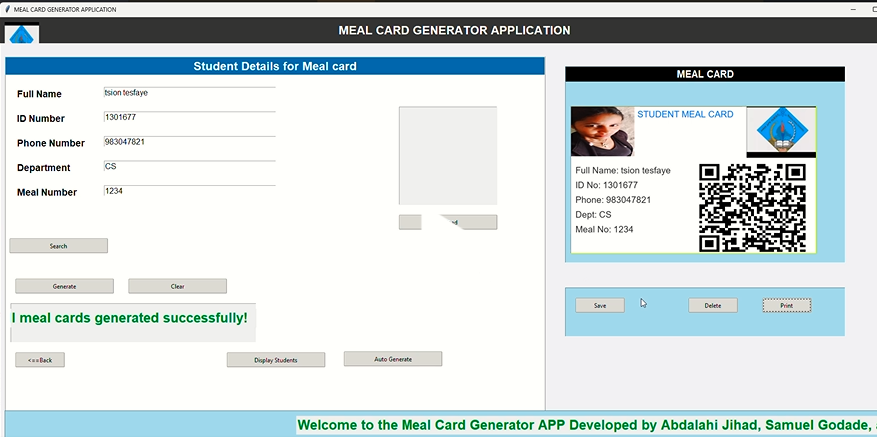 MEAL CARD GENERATOR APPLICATION
MEAL CARD GENERATOR APPLICATION
Student Details for Meal card
Full Name tsion tesfaye
ID Number 1301677
Phone Number 983047821
Department CS
Meal Number 1234
Search
Generate Clear
l meal cards generated successfully!
<==Back Display Students Auto Generate
MEAL CARD
STUDENT MEAL CARD
Full Name: tsion tesfaye
ID No: 1301677
Phone: 983047821
Dept: CS
Meal No: 1234
Save Delete Print
Welcome to the Meal Card Generator APP Developed by Abdalahi Jihad, Samuel Godade,